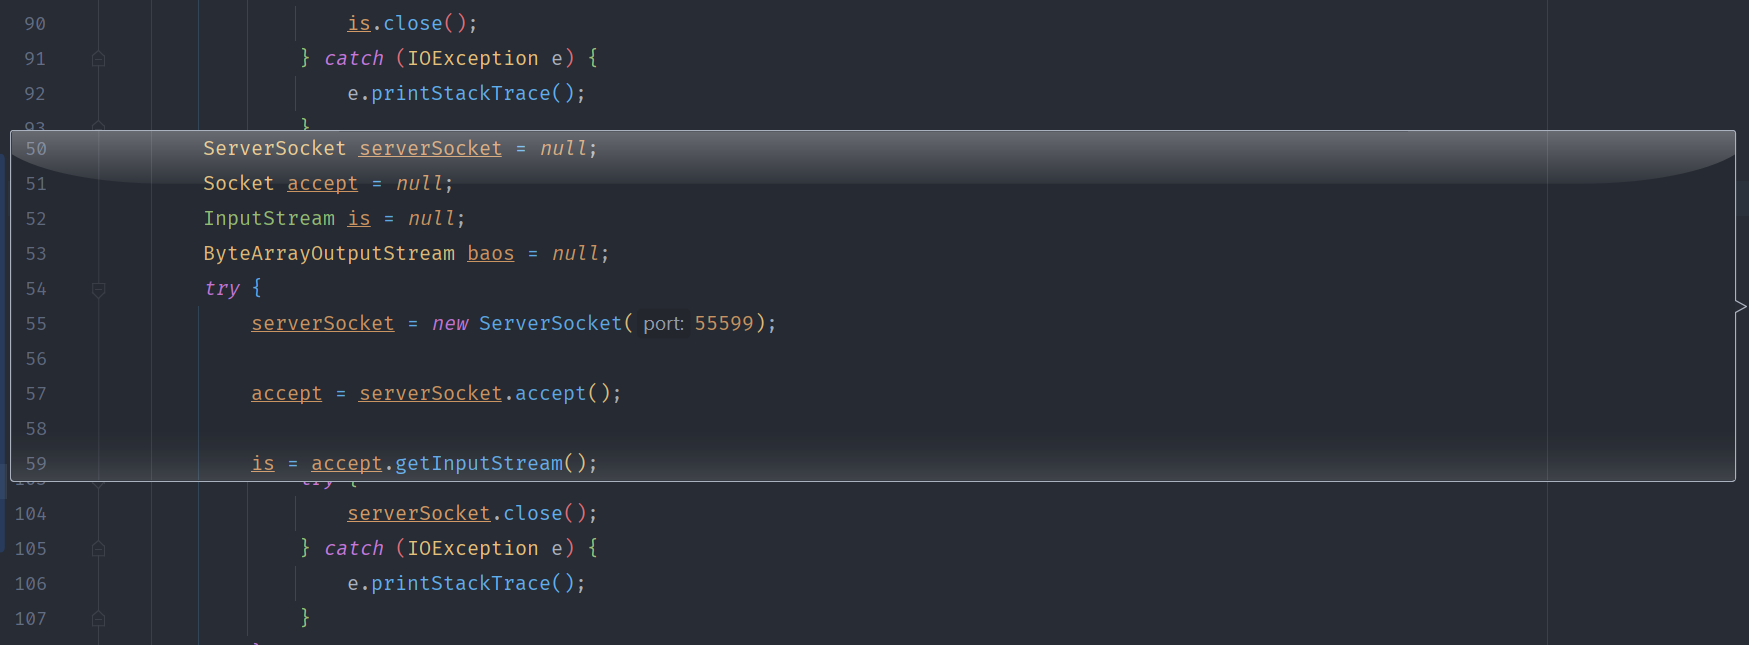 90 is.close();
91 } catch (IOException e) {
92 e.printStackTrace();
93 }
50 ServerSocket serverSocket = null;
51 Socket accept = null;
52 InputStream is = null;
53 ByteArrayOutputStream baos = null;
54 try {
55 serverSocket = new ServerSocket( port: 55599);
56
57 accept = serverSocket.accept();
58
59 is = accept.getInputStream();
103 try {
104 serverSocket.close();
105 } catch (IOException e) {
106 e.printStackTrace();
107 }